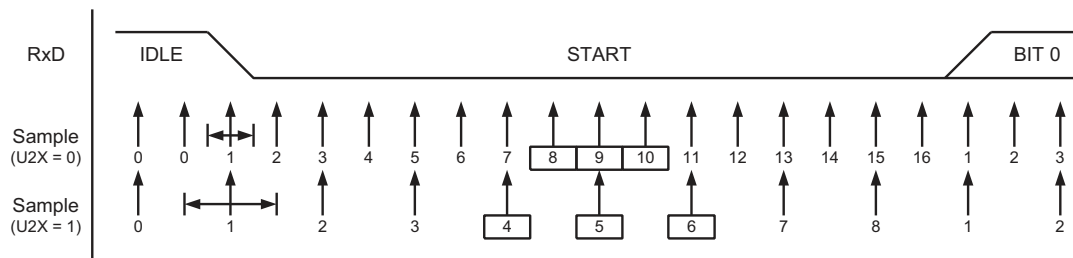 RxD IDLE START BIT 0
Sample
(U2X = 0)
0 0 1 2 3 4 5 6 7 8 9 10 11 12 13 14 15 16 1 2 3
Sample
(U2X = 1)
0 1 2 3 4 5 6 7 8 1 2